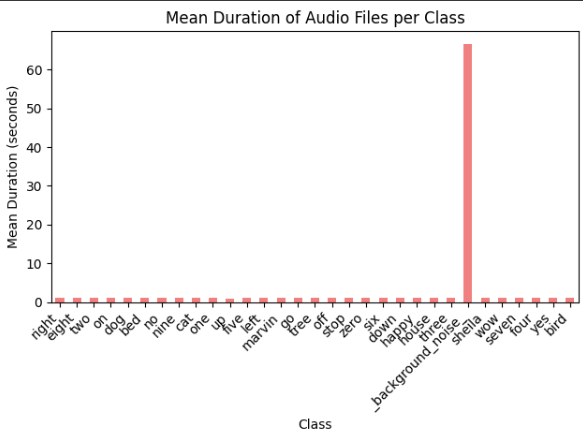 Mean Duration of Audio Files per Class
Mean Duration (seconds)
60
50
40
30
20
10
0
right
eight
two
on
dog
bed
no
nine
cat
one
up
five
left
marvin
go
tree
off
stop
zero
six
down
happy
house
three
_background_noise_
sheila
wow
seven
four
yes
bird
Class